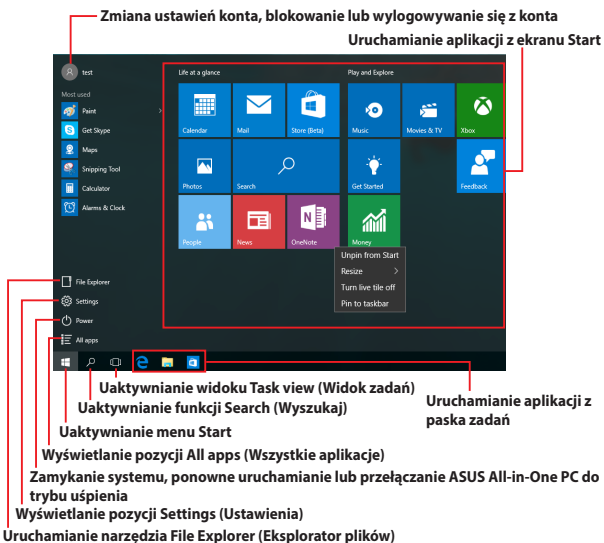 Zmiana ustawień konta, blokowanie lub wylogowywanie się z konta
Uruchamianie aplikacji z ekranu Start
test
Life at a glance
Play and Explore
Most used
Paint
Get Skype
Maps
Snipping Tool
Calculator
Alarms & Clock
Calendar
Mail
Store (Beta)
Music
Movies & TV
Xbox
Photos
Search
Get Started
Feedback
People
News
OneNote
Money
Unpin from Start
Resize
Turn live tile off
Pin to taskbar
File Explorer
Settings
Power
All apps
Uaktywnianie widoku Task view (Widok zadań)
Uaktywnianie funkcji Search (Wyszukaj)
Uruchamianie aplikacji z
paska zadań
Uaktywnianie menu Start
Wyświetlanie pozycji All apps (Wszystkie aplikacje)
Zamykanie systemu, ponowne uruchamianie lub przełączanie ASUS All-in-One PC do
trybu uśpienia
Wyświetlanie pozycji Settings (Ustawienia)
Uruchamianie narzędzia File Explorer (Eksplorator plików)